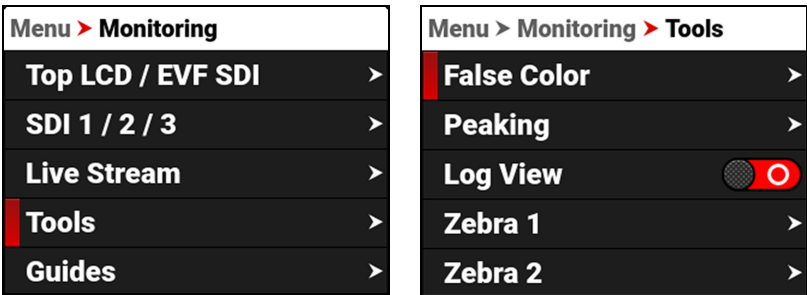 Menu > Monitoring
Top LCD / EVF SDI
SDI 1 / 2 / 3
Live Stream
Tools
Guides
Menu > Monitoring > Tools
False Color
Peaking
Log View
Zebra 1
Zebra 2